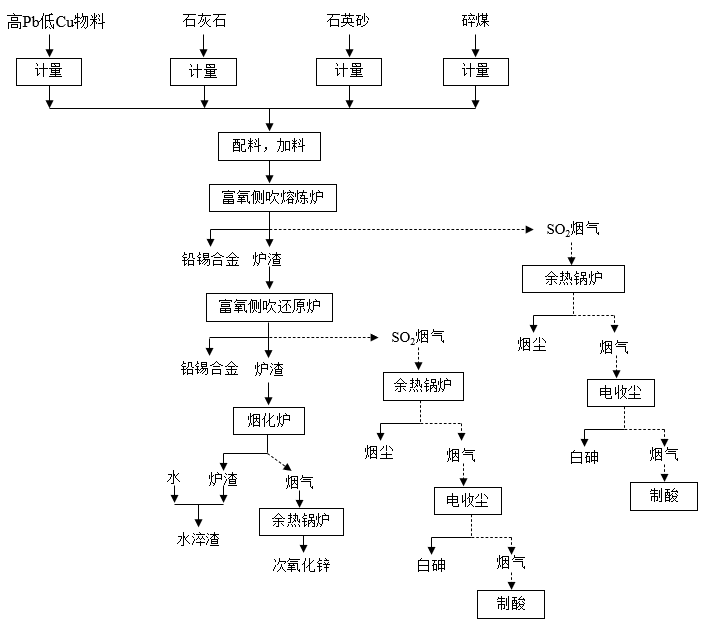 高Pb低Cu物料
石灰石
石英砂
碎煤
计量
计量
计量
计量
配料，加料
富氧侧吹熔炼炉
SO2烟气
铅锡合金
炉渣
余热锅炉
富氧侧吹还原炉
SO2烟气
烟尘
烟气
铅锡合金
炉渣
余热锅炉
电收尘
烟化炉
烟尘
烟气
白砷
烟气
水
炉渣
烟气
制酸
电收尘
余热锅炉
水淬渣
次氧化锌
白砷
烟气
制酸